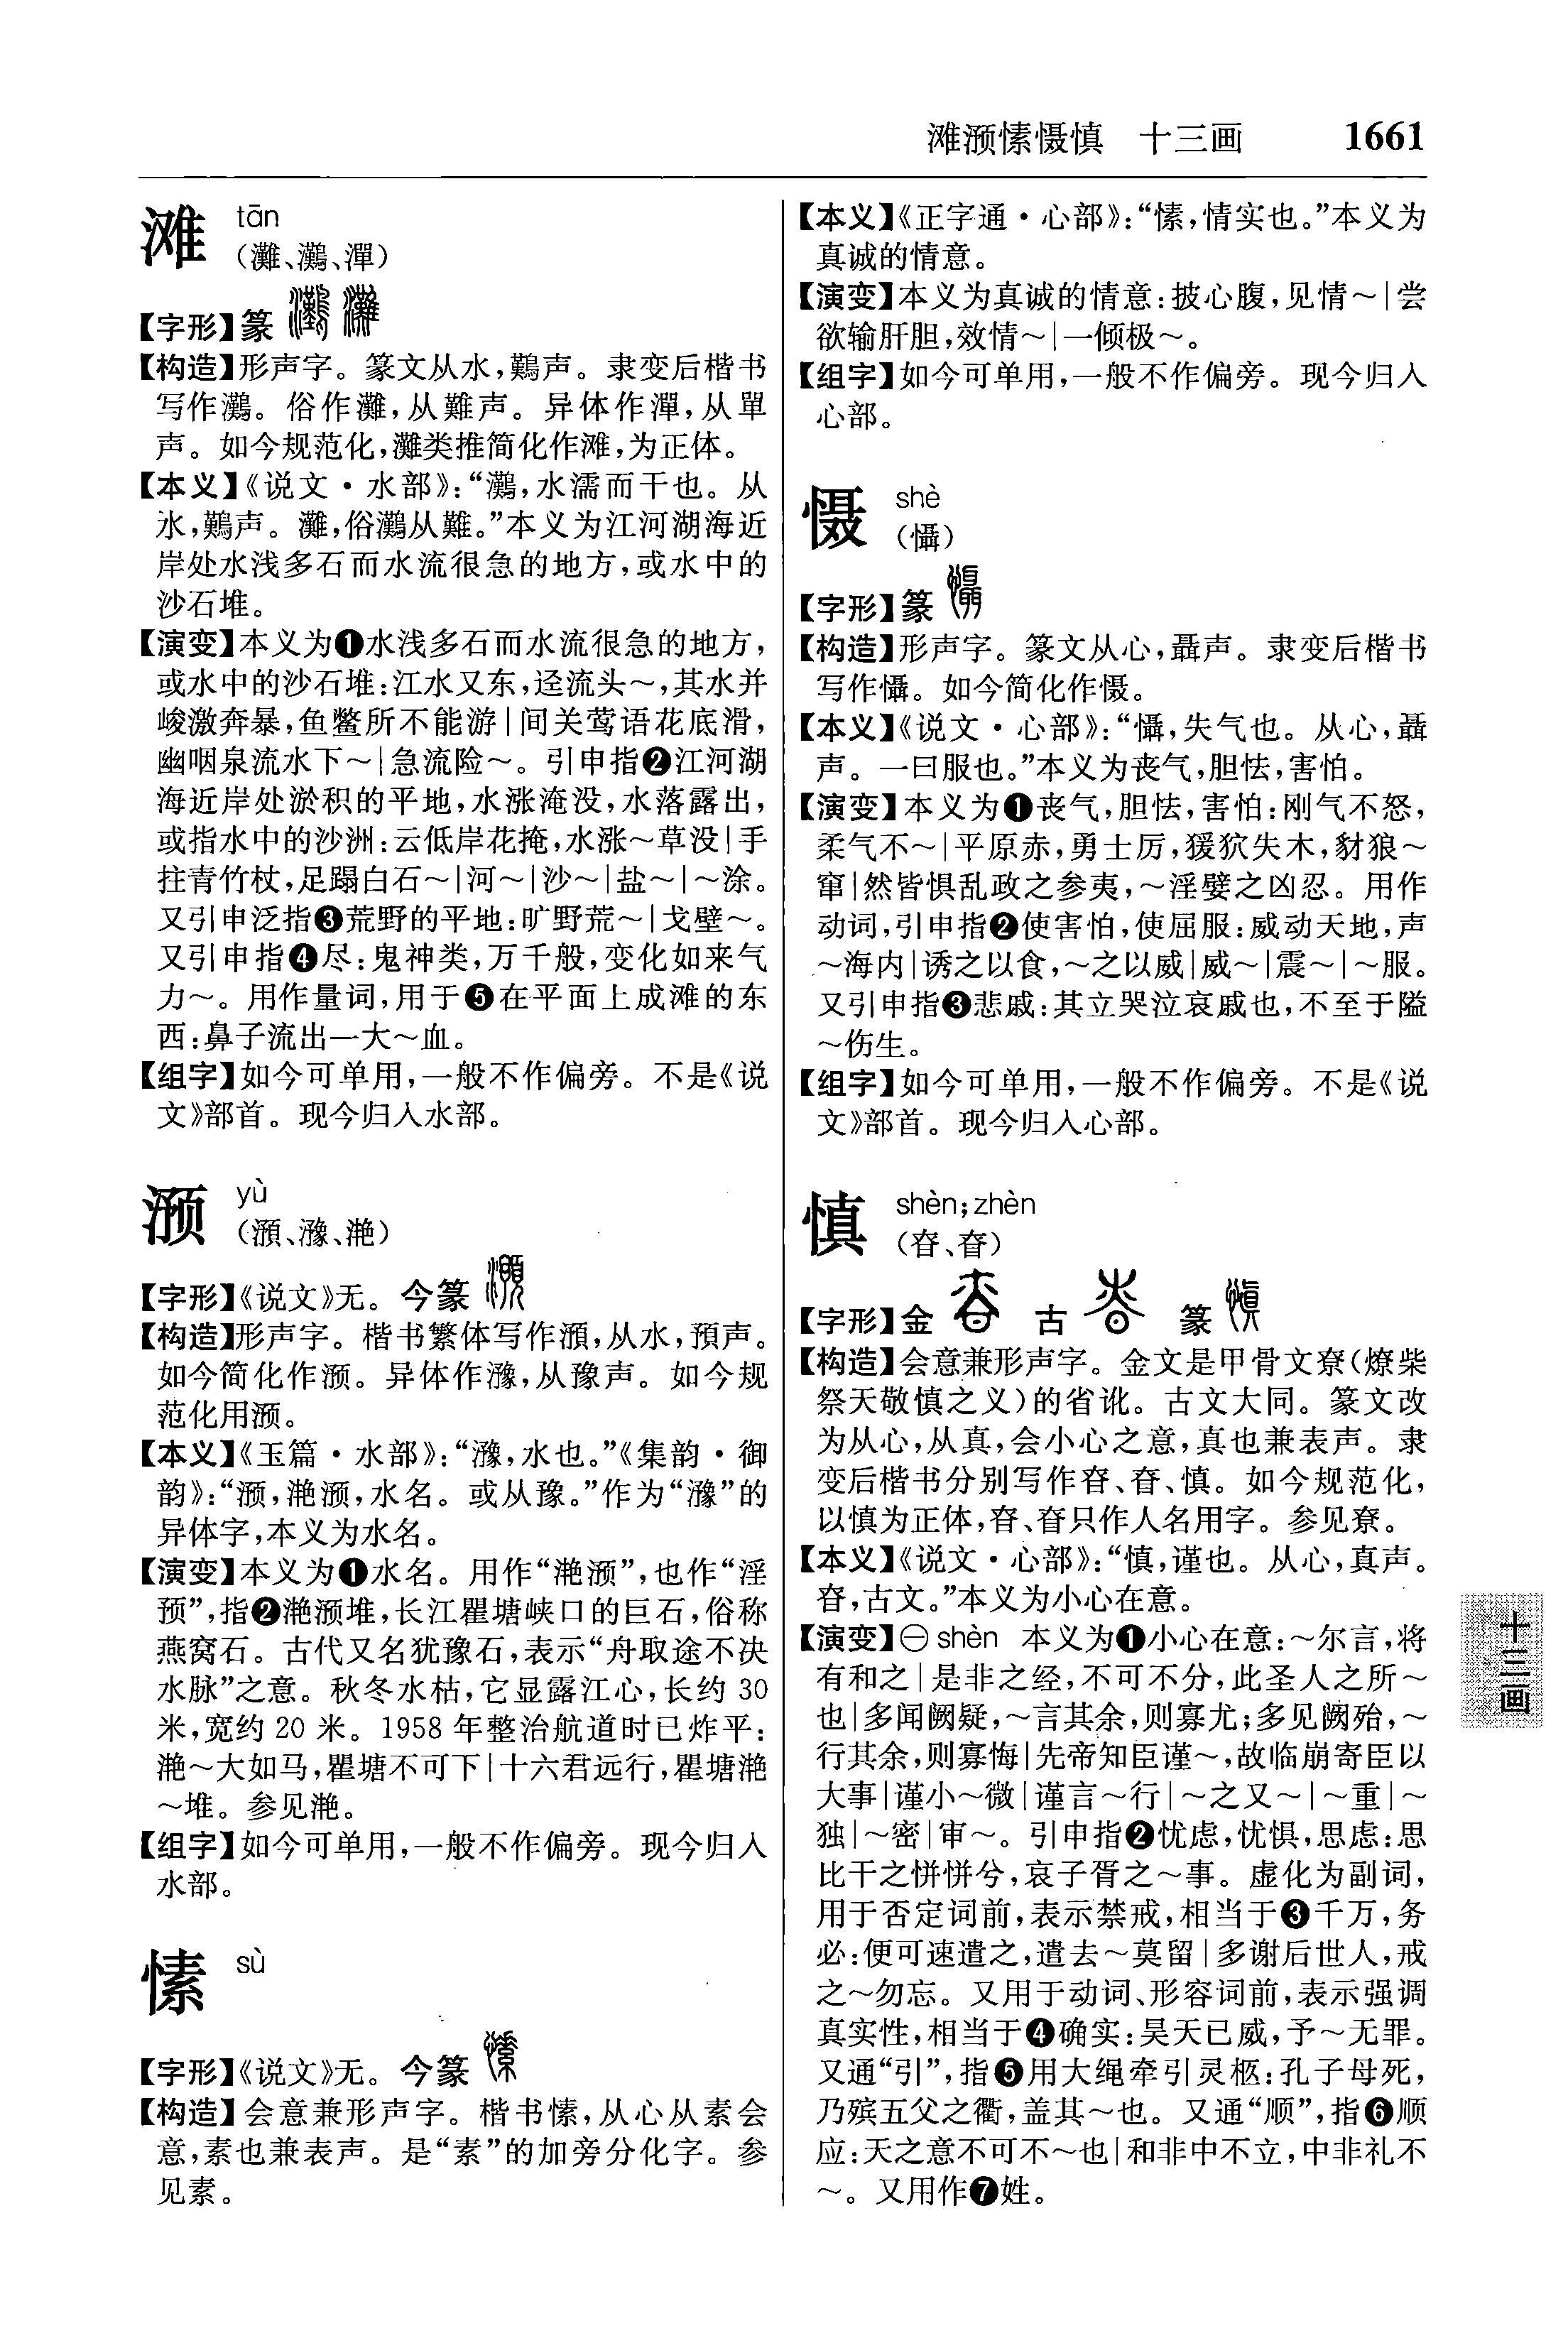 滩滪愫慑慎 十三画 1661
滩 tān
（灘、灘、潬）
【字形】篆
【构造】形声字。篆文从水，鷬声。隶变后楷书
写作灘。俗作灘，从難声。异体作潬，从單
声。如今规范化，灘类推简化作滩，为正体。
【本义】《说文·水部》：“灘，水濡而干也。从
水，鷬声。灘，俗灘从難。”本义为江河湖海近
岸处水浅多石而水流很急的地方，或水中的
沙石堆。
【演变】本义为❶水浅多石而水流很急的地方，
或水中的沙石堆：江水又东，迳流头～，其水并
峻激奔暴，鱼鳖所不能游|间关莺语花底滑，
幽咽泉流水下～|急流险～。引申指❷江河湖
海近岸处淤积的平地，水涨淹没，水落露出，
或指水中的沙洲：云低岸花掩，水涨～草没|手
拄青竹杖，足蹋白石～|河～|沙～|盐～|～涂。
又引申泛指❸荒野的平地：旷野荒～|戈壁～。
又引申指❹尽：鬼神类，万千般，变化如来气
力～。用作量词，用于❺在平面上成滩的东
西：鼻子流出一大～血。
【组字】如今可单用，一般不作偏旁。不是《说
文》部首。现今归入水部。
滪 yù
（澦、㵧、滟）
【字形】《说文》无。今篆
【构造】形声字。楷书繁体写作澦，从水，預声。
如今简化作滪。异体作㵧，从豫声。如今规
范化用滪。
【本义】《玉篇·水部》：“㵧，水也。”《集韵·御
韵》：“滪，滟滪，水名。或从豫。”作为“㵧”的
异体字，本义为水名。
【演变】本义为❶水名。用作“滟滪”，也作“淫
预”，指❷滟滪堆，长江瞿塘峡口的巨石，俗称
燕窝石。古代又名犹豫石，表示“舟取途不决
水脉”之意。秋冬水枯，它显露江心，长约 30
米，宽约 20 米。1958 年整治航道时已炸平：
滟～大如马，瞿塘不可下|十六君远行，瞿塘滟
～堆。参见滟。
【组字】如今可单用，一般不作偏旁。现今归入
水部。
愫 sù
【字形】《说文》无。今篆
【构造】会意兼形声字。楷书愫，从心从素会
意，素也兼表声。是“素”的加旁分化字。参
见素。
【本义】《正字通·心部》：“愫，情实也。”本义为
真诚的情意。
【演变】本义为真诚的情意：披心腹，见情～|尝
欲输肝胆，效情～|一倾极～。
【组字】如今可单用，一般不作偏旁。现今归入
心部。
慑 shè
（懾）
【字形】篆
【构造】形声字。篆文从心，聶声。隶变后楷书
写作懾。如今简化作慑。
【本义】《说文·心部》：“懾，失气也。从心，聶
声。一曰服也。”本义为丧气，胆怯，害怕。
【演变】本义为❶丧气，胆怯，害怕：刚气不怒，
柔气不～|平原赤，勇士厉，猨狖失木，豺狼～
窜|然皆惧乱政之参夷，～淫嬖之凶忍。用作
动词，引申指❷使害怕，使屈服：威动天地，声
～海内|诱之以食，～之以威|威～|震～|～服。
又引申指❸悲戚：其立哭泣哀戚也，不至于隘
～伤生。
【组字】如今可单用，一般不作偏旁。不是《说
文》部首。现今归入心部。
慎 shèn；zhèn
（昚、眘）
【字形】金 古 篆
【构造】会意兼形声字。金文是甲骨文尞（燎柴
祭天敬慎之义）的省讹。古文大同。篆文改
为从心，从真，会小心之意，真也兼表声。隶
变后楷书分别写作昚、眘、慎。如今规范化，
以慎为正体，昚、眘只作人名用字。参见尞。
【本义】《说文·心部》：“慎，谨也。从心，真声。
昚，古文。”本义为小心在意。
【演变】㊀shèn 本义为❶小心在意：～尔言，将
有和之|是非之经，不可不分，此圣人之所～
也|多闻阙疑，～言其余，则寡尤；多见阙殆，～
行其余，则寡悔|先帝知臣谨～，故临崩寄臣以
大事|谨小～微|谨言～行|～之又～|～重|～
独|～密|审～。引申指❷忧虑，忧惧，思虑：思
比干之恲恲兮，哀子胥之～事。虚化为副词，
用于否定词前，表示禁戒，相当于❸千万，务
必：便可速遣之，遣去～莫留|多谢后世人，戒
之～勿忘。又用于动词、形容词前，表示强调
真实性，相当于❹确实：昊天已威，予～无罪。
又通“引”，指❺用大绳牵引灵柩：孔子母死，
乃殡五父之衢，盖其～也。又通“顺”，指❻顺
应：天之意不可不～也|和非中不立，中非礼不
～。又用作❼姓。
十三画